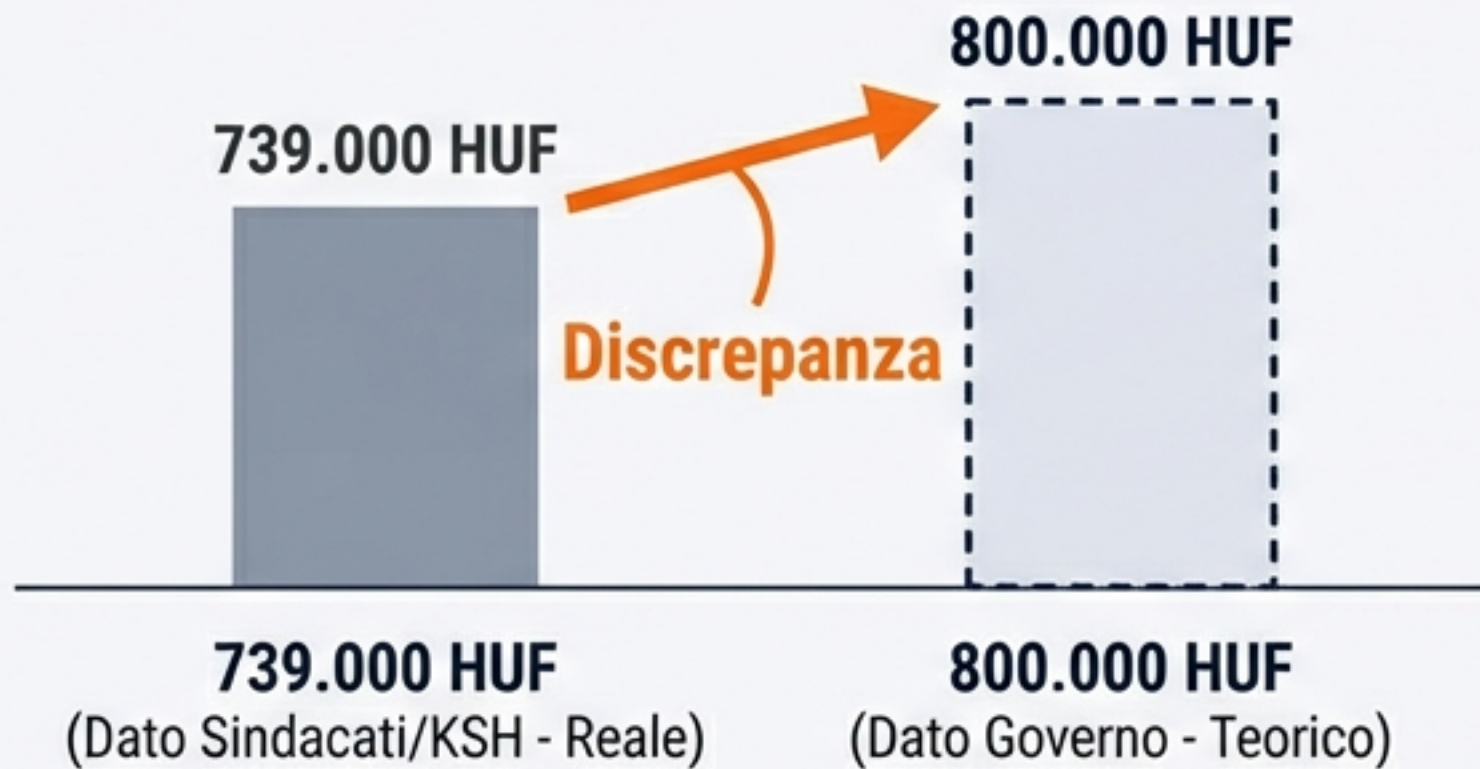 800.000 HUF
739.000 HUF
Discrepanza
739.000 HUF
(Dato Sindacati/KSH - Reale)
800.000 HUF
(Dato Governo - Teorico)